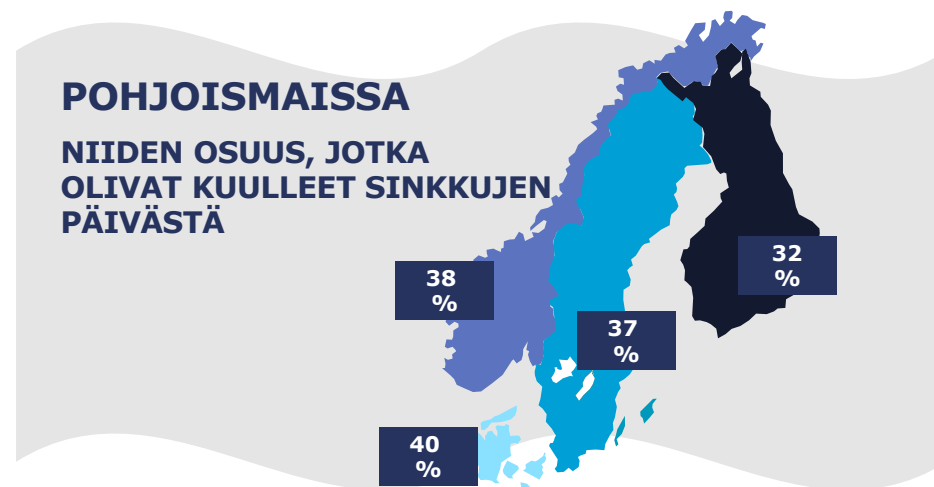 POHJOISMAISSA
NIIDEN OSUUS, JOTKA
OLIVAT KUULLEET SINKKUJEN
PÄIVÄSTÄ
32
%
38
%
37
%
40
%